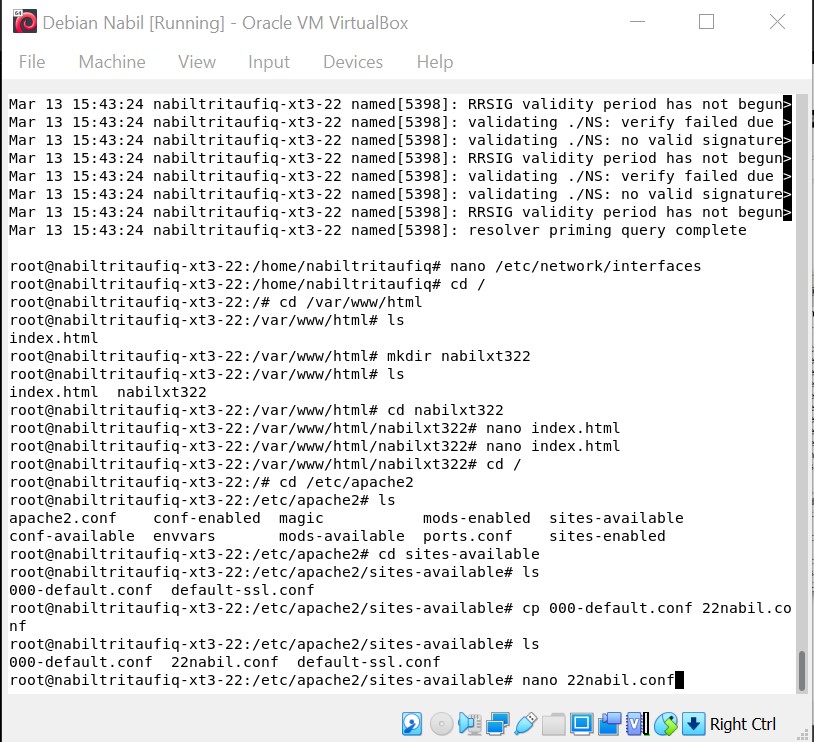 Debian Nabil [Running] - Oracle VM VirtualBox
File Machine View Input Devices Help
Mar 13 15:43:24 nabiltritaufiq-xt3-22 named[5398]: RRSIG validity period has not begun>
Mar 13 15:43:24 nabiltritaufiq-xt3-22 named[5398]: validating ./NS: verify failed due >
Mar 13 15:43:24 nabiltritaufiq-xt3-22 named[5398]: validating ./NS: no valid signature>
Mar 13 15:43:24 nabiltritaufiq-xt3-22 named[5398]: RRSIG validity period has not begun>
Mar 13 15:43:24 nabiltritaufiq-xt3-22 named[5398]: validating ./NS: verify failed due >
Mar 13 15:43:24 nabiltritaufiq-xt3-22 named[5398]: validating ./NS: no valid signature>
Mar 13 15:43:24 nabiltritaufiq-xt3-22 named[5398]: RRSIG validity period has not begun>
Mar 13 15:43:24 nabiltritaufiq-xt3-22 named[5398]: resolver priming query complete
root@nabiltritaufiq-xt3-22:/home/nabiltritaufiq# nano /etc/network/interfaces
root@nabiltritaufiq-xt3-22:/home/nabiltritaufiq# cd /
root@nabiltritaufiq-xt3-22:/# cd /var/www/html
root@nabiltritaufiq-xt3-22:/var/www/html# ls
index.html
root@nabiltritaufiq-xt3-22:/var/www/html# mkdir nabilxt322
root@nabiltritaufiq-xt3-22:/var/www/html# ls
index.html  nabilxt322
root@nabiltritaufiq-xt3-22:/var/www/html# cd nabilxt322
root@nabiltritaufiq-xt3-22:/var/www/html/nabilxt322# nano index.html
root@nabiltritaufiq-xt3-22:/var/www/html/nabilxt322# nano index.html
root@nabiltritaufiq-xt3-22:/var/www/html/nabilxt322# cd /
root@nabiltritaufiq-xt3-22:/# cd /etc/apache2
root@nabiltritaufiq-xt3-22:/etc/apache2# ls
apache2.conf    conf-enabled  magic           mods-enabled  sites-available
conf-available  envvars       mods-available  ports.conf    sites-enabled
root@nabiltritaufiq-xt3-22:/etc/apache2# cd sites-available
root@nabiltritaufiq-xt3-22:/etc/apache2/sites-available# ls
000-default.conf  default-ssl.conf
root@nabiltritaufiq-xt3-22:/etc/apache2/sites-available# cp 000-default.conf 22nabil.co
nf
root@nabiltritaufiq-xt3-22:/etc/apache2/sites-available# ls
000-default.conf  22nabil.conf  default-ssl.conf
root@nabiltritaufiq-xt3-22:/etc/apache2/sites-available# nano 22nabil.conf
Right Ctrl